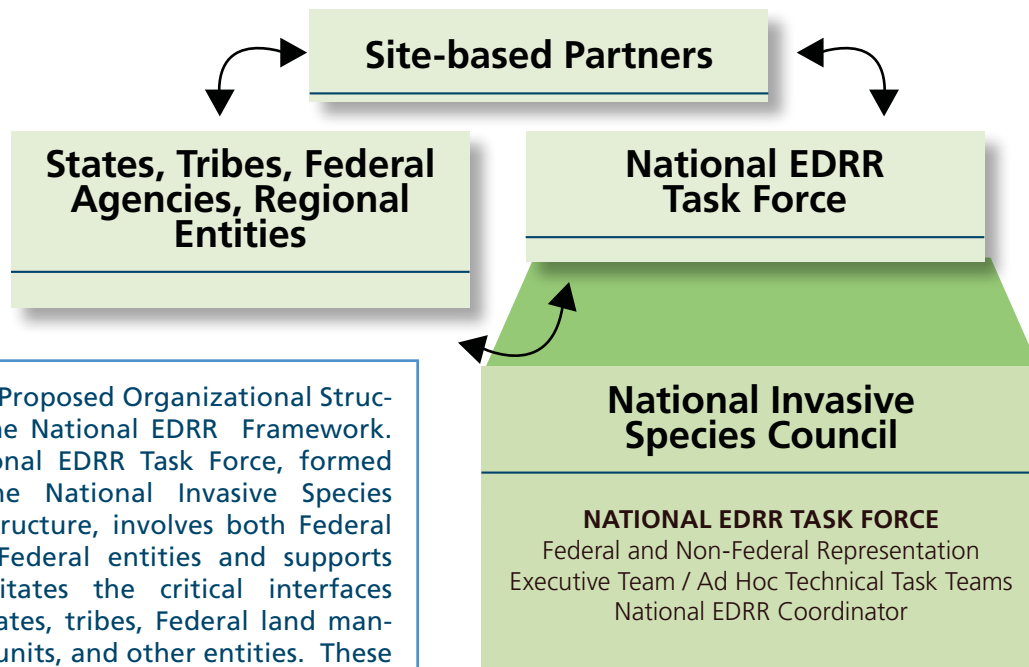 Site-based Partners
States, Tribes, Federal
Agencies, Regional
Entities
National EDRR
Task Force
Proposed Organizational Struc-
he National EDRR Framework.
onal EDRR Task Force, formed
he National Invasive Species
tructure, involves both Federal
Federal entities and supports
itates the critical interfaces
ates, tribes, Federal land man-
units, and other entities. These
National Invasive
Species Council
NATIONAL EDRR TASK FORCE
Federal and Non-Federal Representation
Executive Team / Ad Hoc Technical Task Teams
National EDRR Coordinator